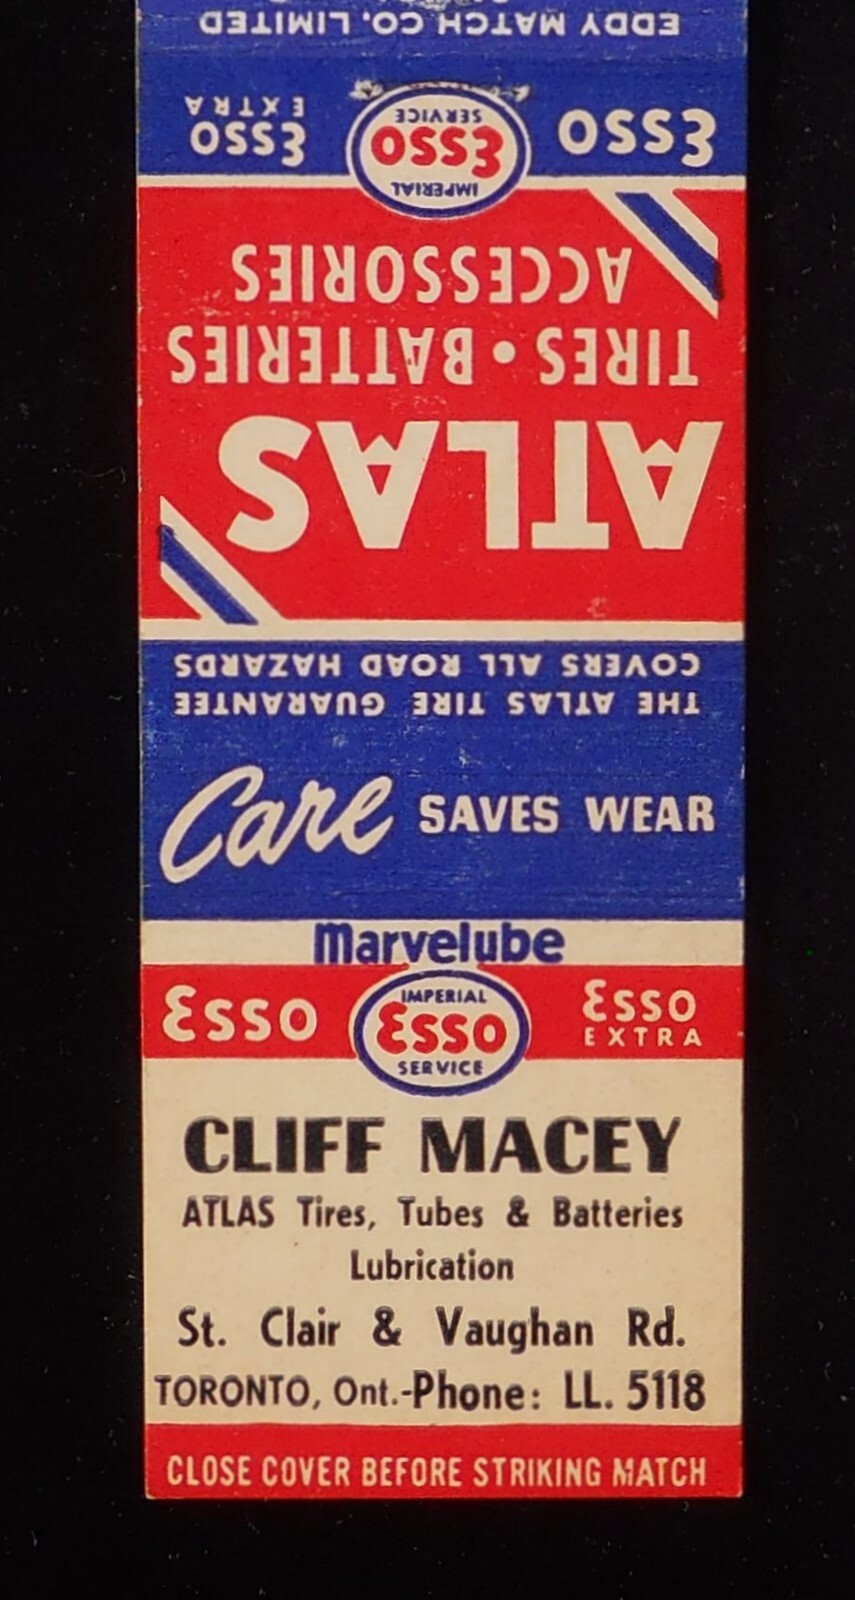 EDDY MATCH CO. LIMITED
ESSO
IMPERIAL
ESSO
SERVICE
ESSO
EXTRA
ATLAS
TIRES • BATTERIES
ACCESSORIES
THE ATLAS TIRE GUARANTEE
COVERS ALL ROAD HAZARDS
Care SAVES WEAR
Marvelube
Esso
IMPERIAL
Esso
SERVICE
Esso
EXTRA
CLIFF MACEY
ATLAS Tires, Tubes & Batteries
Lubrication
St. Clair & Vaughan Rd.
TORONTO, Ont.-Phone: LL. 5118
CLOSE COVER BEFORE STRIKING MATCH